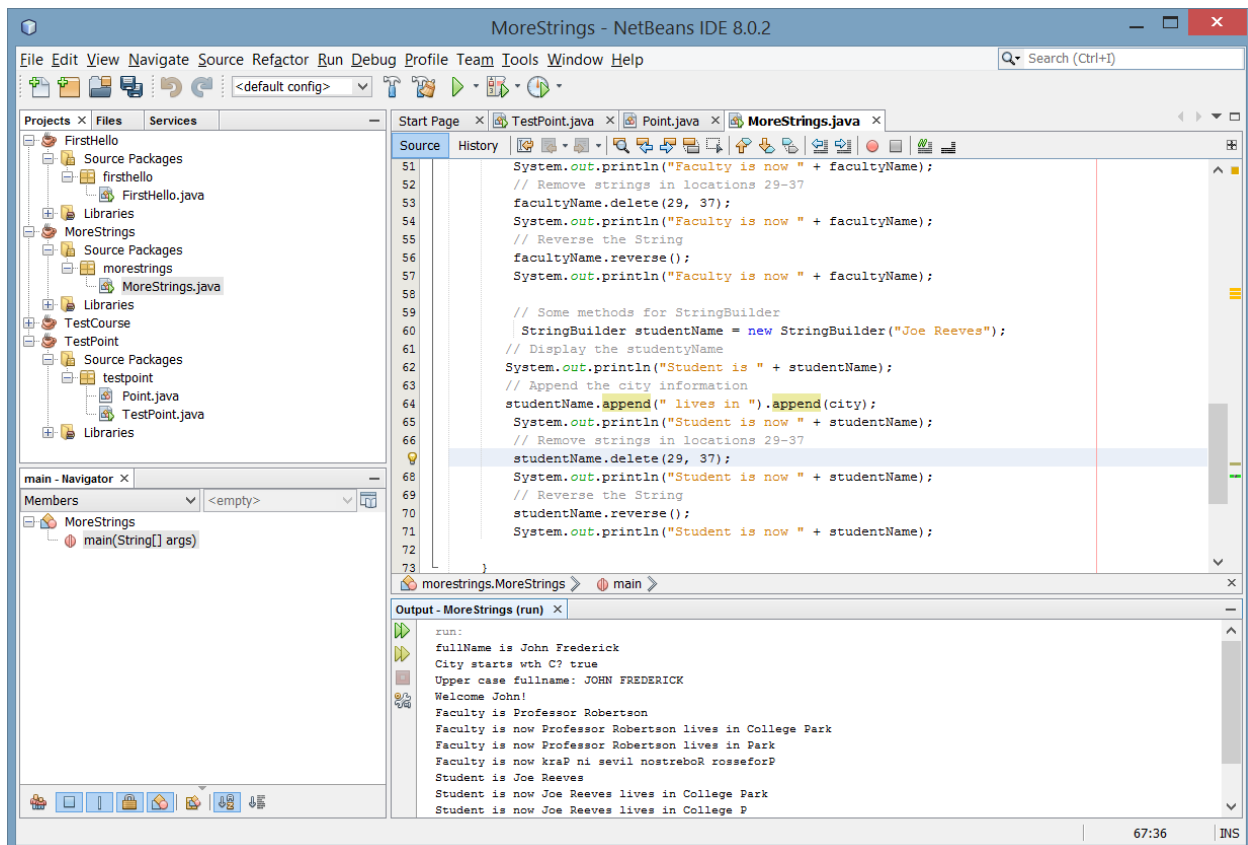 MoreStrings - NetBeans IDE 8.0.2
File Edit View Navigate Source Refactor Run Debug Profile Team Tools Window Help
Search (Ctrl+I)
<default config>
Projects Files Services
FirstHello
Source Packages
firsthello
FirstHello.java
Libraries
MoreStrings
Source Packages
morestrings
MoreStrings.java
Libraries
TestCourse
TestPoint
Source Packages
testpoint
Point.java
TestPoint.java
Libraries
main - Navigator
Members <empty>
MoreStrings
main(String[] args)
Start Page TestPoint.java Point.java MoreStrings.java
Source History
51 System.out.println("Faculty is now " + facultyName);
52 // Remove strings in locations 29-37
53 facultyName.delete(29, 37);
54 System.out.println("Faculty is now " + facultyName);
55 // Reverse the String
56 facultyName.reverse();
57 System.out.println("Faculty is now " + facultyName);
58
59 // Some methods for StringBuilder
60 StringBuilder studentName = new StringBuilder("Joe Reeves");
61 // Display the studentyName
62 System.out.println("Student is " + studentName);
63 // Append the city information
64 studentName.append(" lives in ").append(city);
65 System.out.println("Student is now " + studentName);
66 // Remove strings in locations 29-37
studentName.delete(29, 37);
68 System.out.println("Student is now " + studentName);
69 // Reverse the String
70 studentName.reverse();
71 System.out.println("Student is now " + studentName);
72
73 }
morestrings.MoreStrings main
Output - MoreStrings (run)
run:
fullName is John Frederick
City starts wth C? true
Upper case fullname: JOHN FREDERICK
Welcome John!
Faculty is Professor Robertson
Faculty is now Professor Robertson lives in College Park
Faculty is now Professor Robertson lives in Park
Faculty is now kraP ni sevil nostreboR rosseforP
Student is Joe Reeves
Student is now Joe Reeves lives in College Park
Student is now Joe Reeves lives in College P
67:36 INS